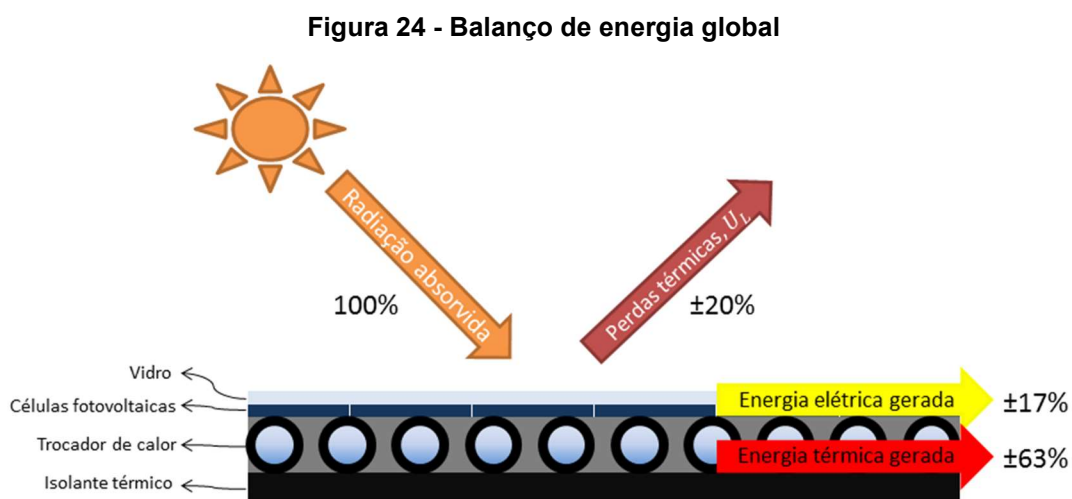 Figura 24 - Balanço de energia global
Radiação absorvida
100%
Perdas térmicas, U_L
±20%
Vidro
Células fotovoltaicas
Trocador de calor
Isolante térmico
Energia elétrica gerada
±17%
Energia térmica gerada
±63%